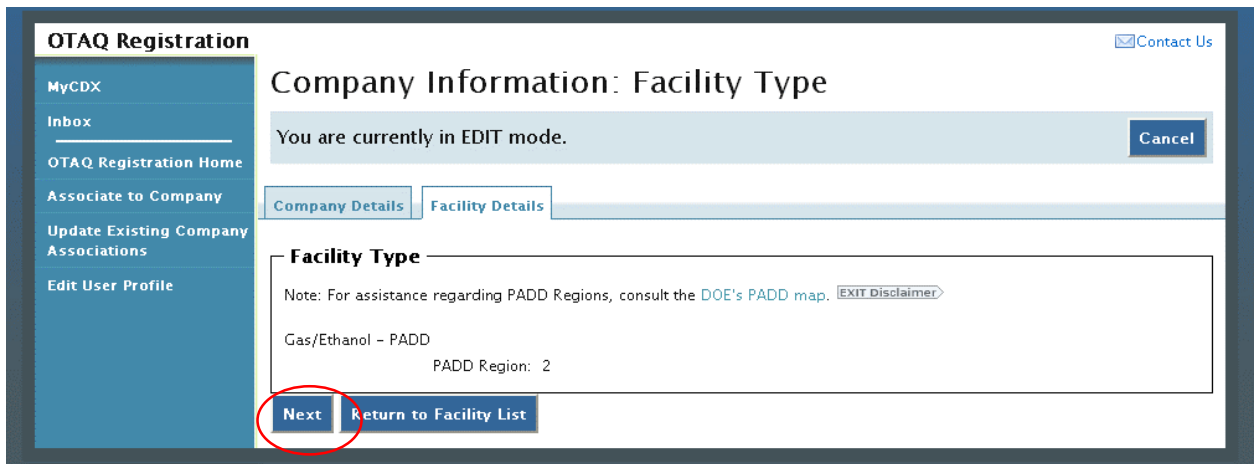 OTAQ Registration
Contact Us
MyCDX
Inbox
OTAQ Registration Home
Associate to Company
Update Existing Company
Associations
Edit User Profile
Company Information: Facility Type
You are currently in EDIT mode.
Cancel
Company Details
Facility Details
Facility Type
Note: For assistance regarding PADD Regions, consult the DOE's PADD map. EXIT Disclaimer
Gas/Ethanol – PADD
PADD Region: 2
Next
Return to Facility List